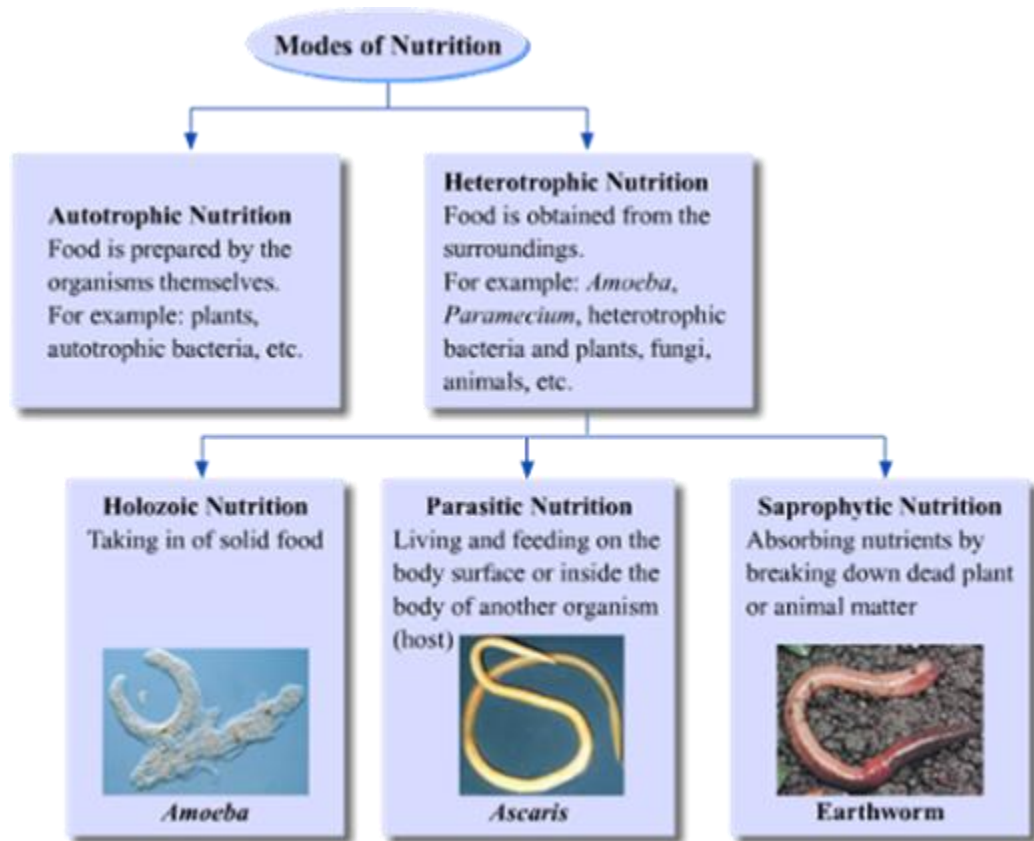 Modes of Nutrition
Autotrophic Nutrition
Food is prepared by the
organisms themselves.
For example: plants,
autotrophic bacteria, etc.
Heterotrophic Nutrition
Food is obtained from the
surroundings.
For example: Amoeba,
Paramecium, heterotrophic
bacteria and plants, fungi,
animals, etc.
Holozoic Nutrition
Taking in of solid food
Amoeba
Parasitic Nutrition
Living and feeding on the
body surface or inside the
body of another organism
(host)
Ascaris
Saprophytic Nutrition
Absorbing nutrients by
breaking down dead plant
or animal matter
Earthworm